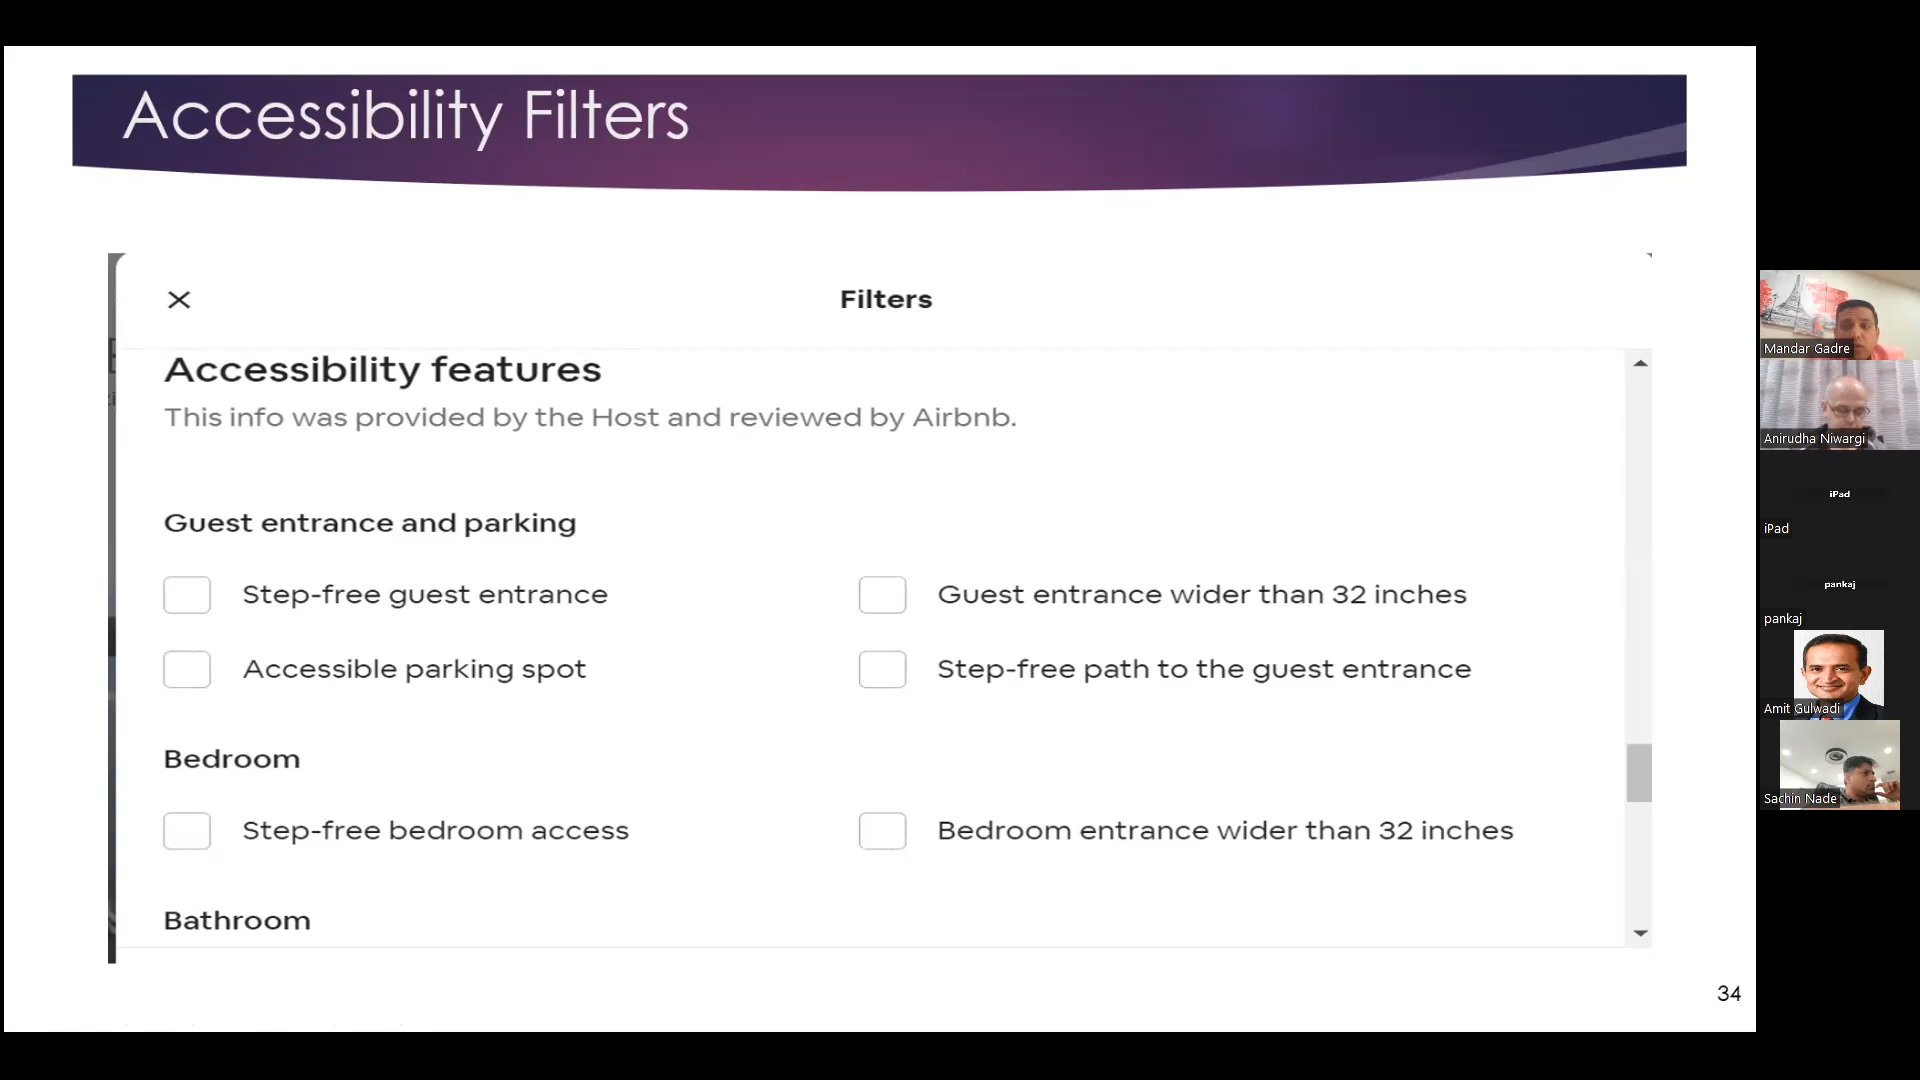 Accessibility Filters
Filters
Accessibility features
This info was provided by the Host and reviewed by Airbnb.
Guest entrance and parking
Step-free guest entrance
Guest entrance wider than 32 inches
Accessible parking spot
Step-free path to the guest entrance
Bedroom
Step-free bedroom access
Bedroom entrance wider than 32 inches
Bathroom
34
Mandar Gadre
Anirudha Niwargi
iPad
iPad
pankaj
pankaj
Amit Gulwadi
Sachin Nade